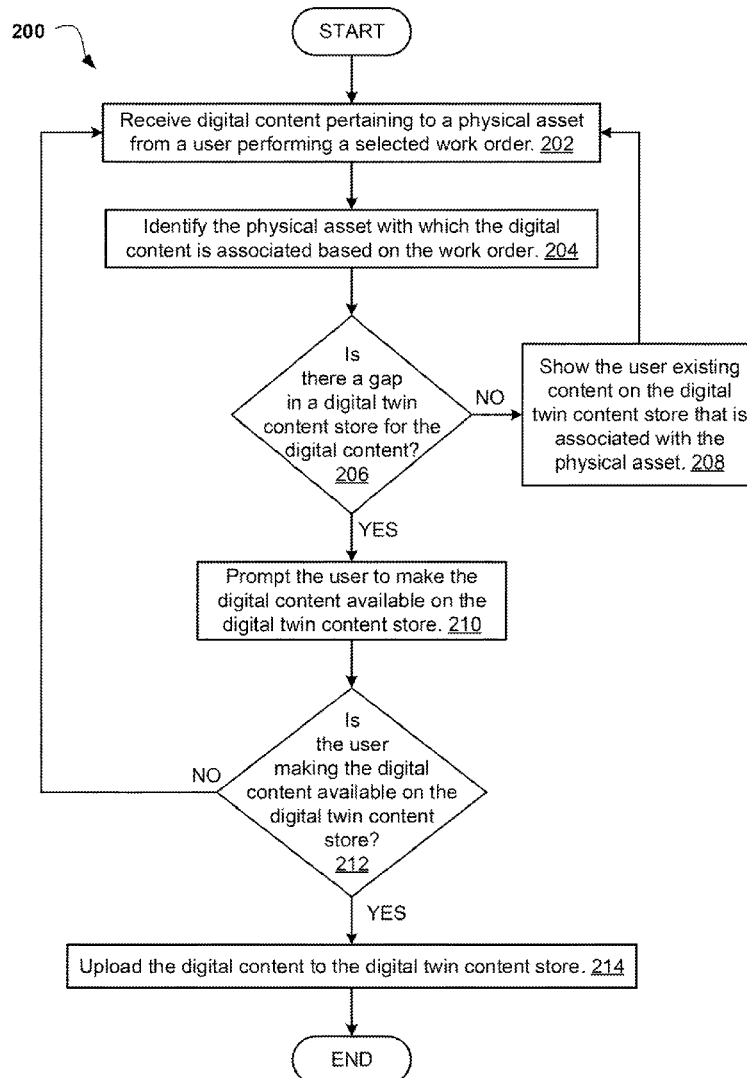 200
START
Receive digital content pertaining to a physical asset
from a user performing a selected work order. 202
Identify the physical asset with which the digital
content is associated based on the work order. 204
Is
there a gap
in a digital twin
content store for the
digital content?
206
NO
Show the user existing
content on the digital
twin content store that is
associated with the
physical asset. 208
YES
Prompt the user to make the
digital content available on the
digital twin content store. 210
Is
the user
making the digital
content available on the
digital twin content
store?
212
NO
YES
Upload the digital content to the digital twin content store. 214
END